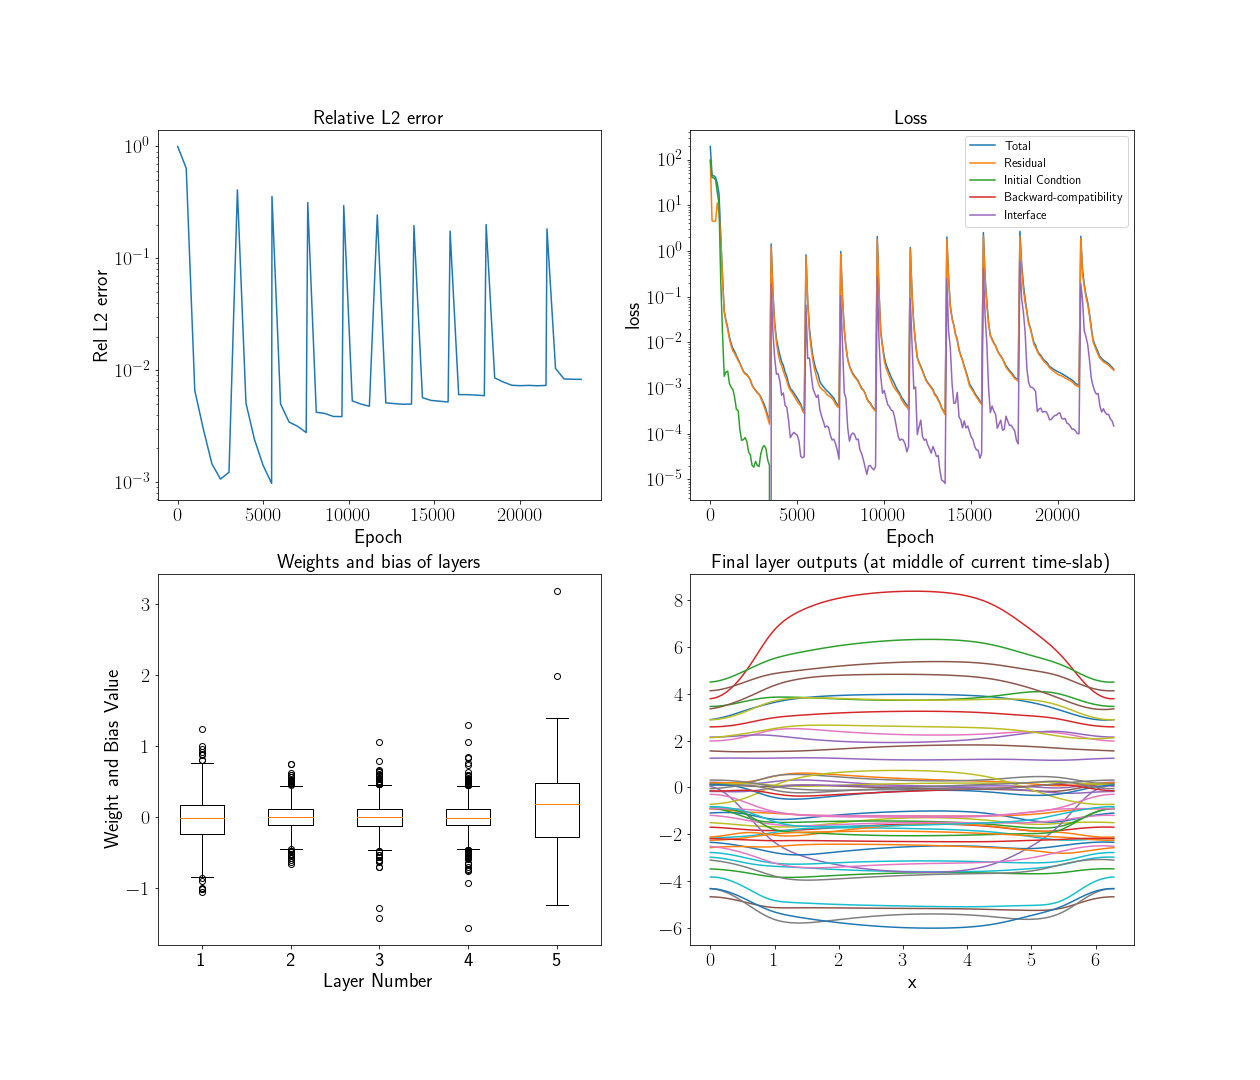 Relative L2 error
10^0
10^−1
10^−2
10^−3
Rel L2 error
0 5000 10000 15000 20000
Epoch
Loss
10^2
10^1
10^0
10^−1
10^−2
10^−3
10^−4
10^−5
loss
Total
Residual
Initial Condtion
Backward-compatibility
Interface
0 5000 10000 15000 20000
Epoch
Weights and bias of layers
3
2
1
0
−1
Weight and Bias Value
1 2 3 4 5
Layer Number
Final layer outputs (at middle of current time-slab)
8
6
4
2
0
−2
−4
−6
0 1 2 3 4 5 6
x